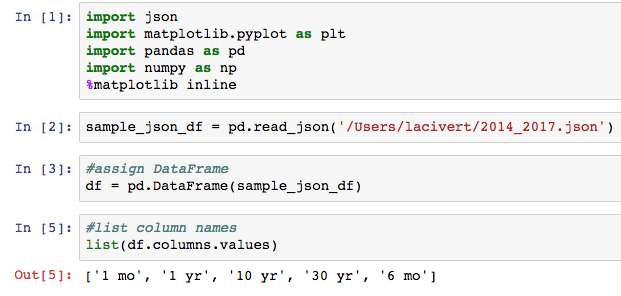 In [1]: import json
import matplotlib.pyplot as plt
import pandas as pd
import numpy as np
%matplotlib inline
In [2]: sample_json_df = pd.read_json('/Users/lacivert/2014_2017.json')
In [3]: #assign DataFrame
df = pd.DataFrame(sample_json_df)
In [5]: #list column names
list(df.columns.values)
Out[5]: ['1 mo', '1 yr', '10 yr', '30 yr', '6 mo']